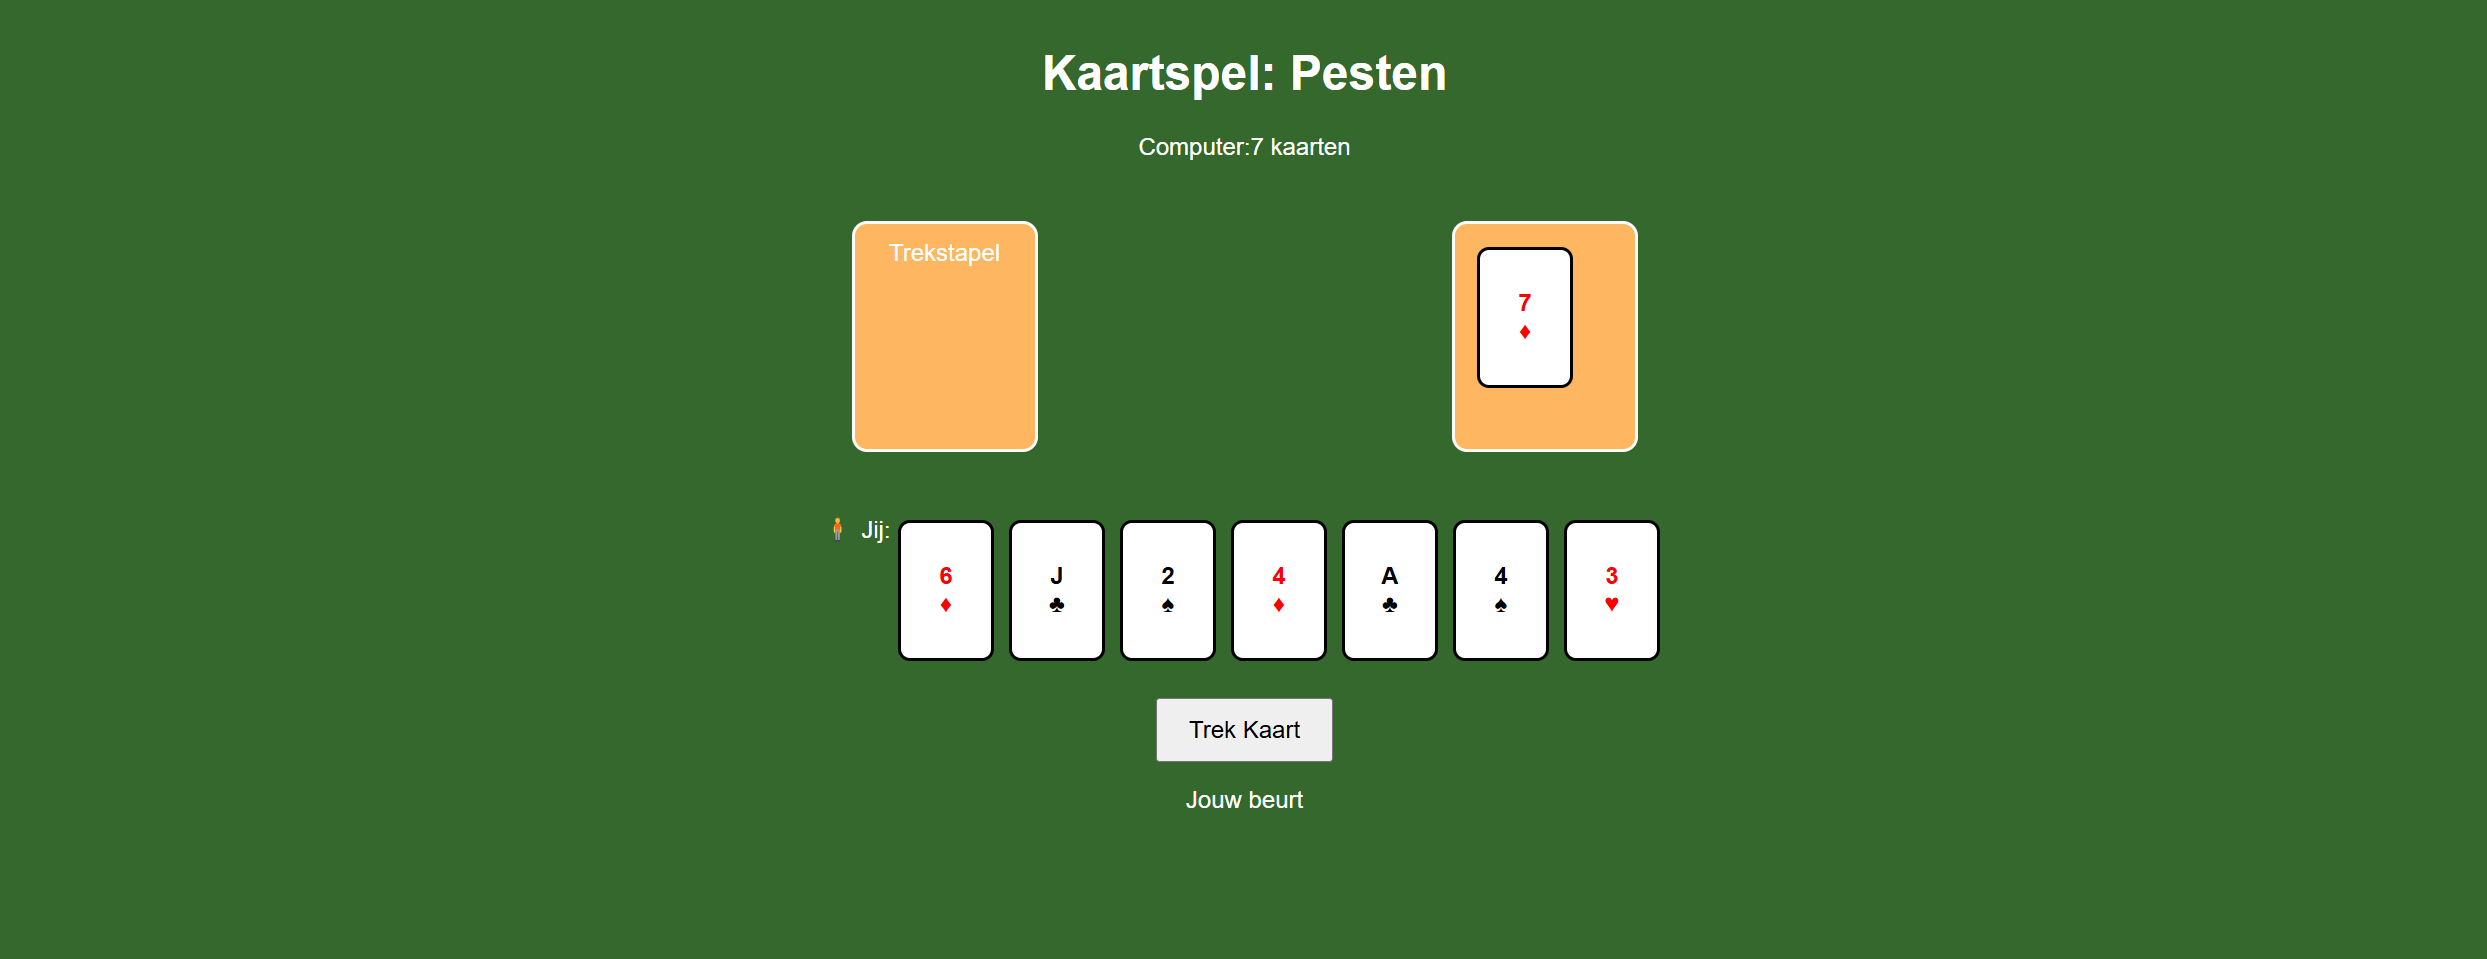 Kaartspel: Pesten
Computer:7 kaarten
Trekstapel
7
♦
Jij:
6 J 2 4 A 4 3
♦ ♣ ♠ ♦ ♣ ♠ ♥
Trek Kaart
Jouw beurt